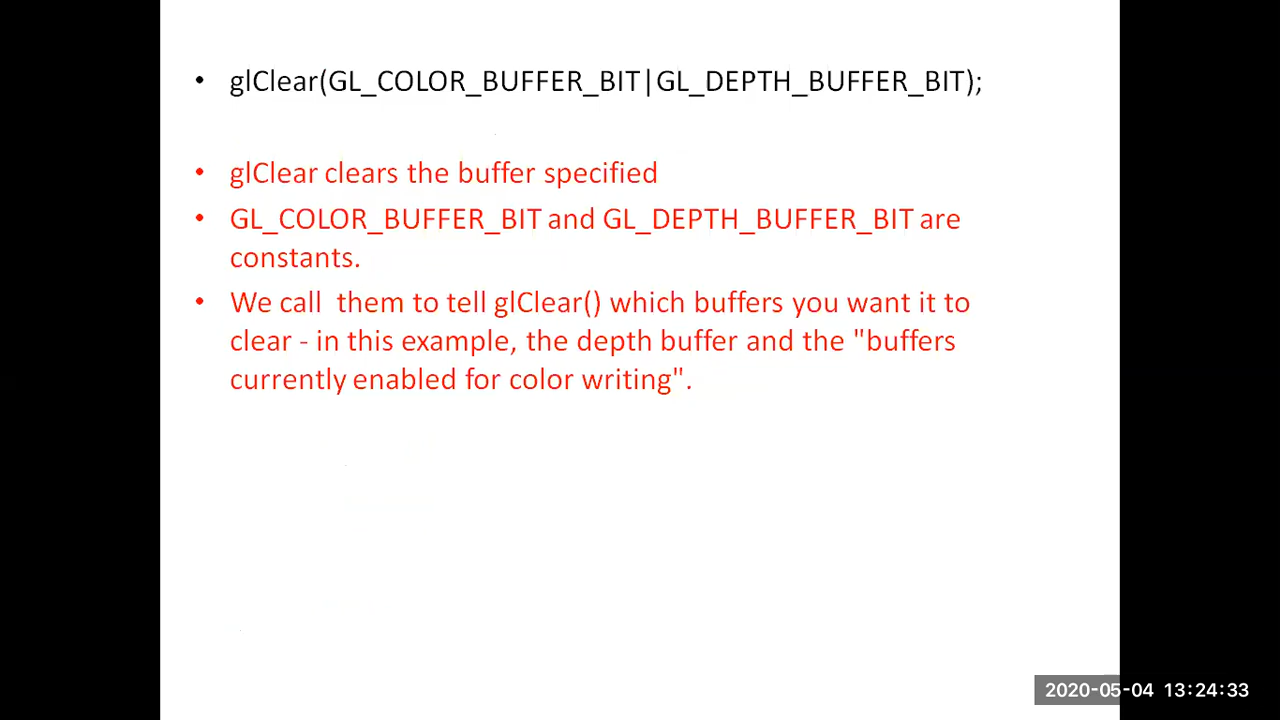 • glClear(GL_COLOR_BUFFER_BIT|GL_DEPTH_BUFFER_BIT);
• glClear clears the buffer specified
• GL_COLOR_BUFFER_BIT and GL_DEPTH_BUFFER_BIT are
constants.
• We call  them to tell glClear() which buffers you want it to
clear - in this example, the depth buffer and the "buffers
currently enabled for color writing".
2020-05-04 13:24:33